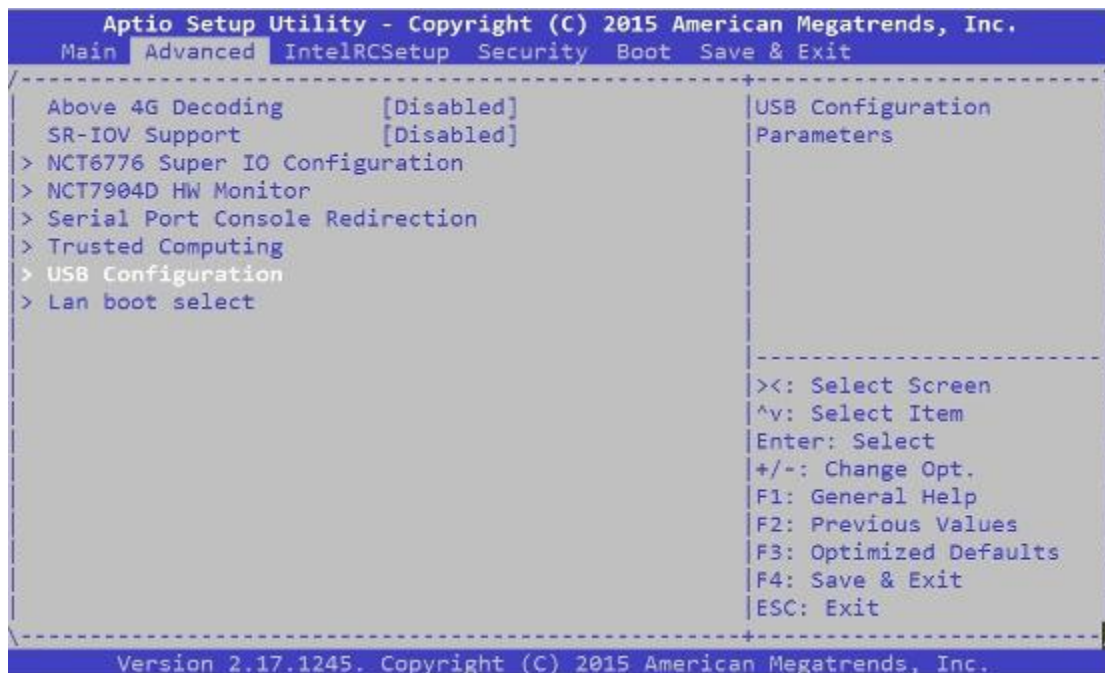 Aptio Setup Utility - Copyright (C) 2015 American Megatrends, Inc.
Main Advanced IntelRCSetup Security Boot Save & Exit
Above 4G Decoding [Disabled]
SR-IOV Support [Disabled]
> NCT6776 Super IO Configuration
> NCT7904D HW Monitor
> Serial Port Console Redirection
> Trusted Computing
> USB Configuration
> Lan boot select
USB Configuration
Parameters
><: Select Screen
^v: Select Item
Enter: Select
+/-: Change Opt.
F1: General Help
F2: Previous Values
F3: Optimized Defaults
F4: Save & Exit
ESC: Exit
Version 2.17.1245. Copyright (C) 2015 American Megatrends, Inc.